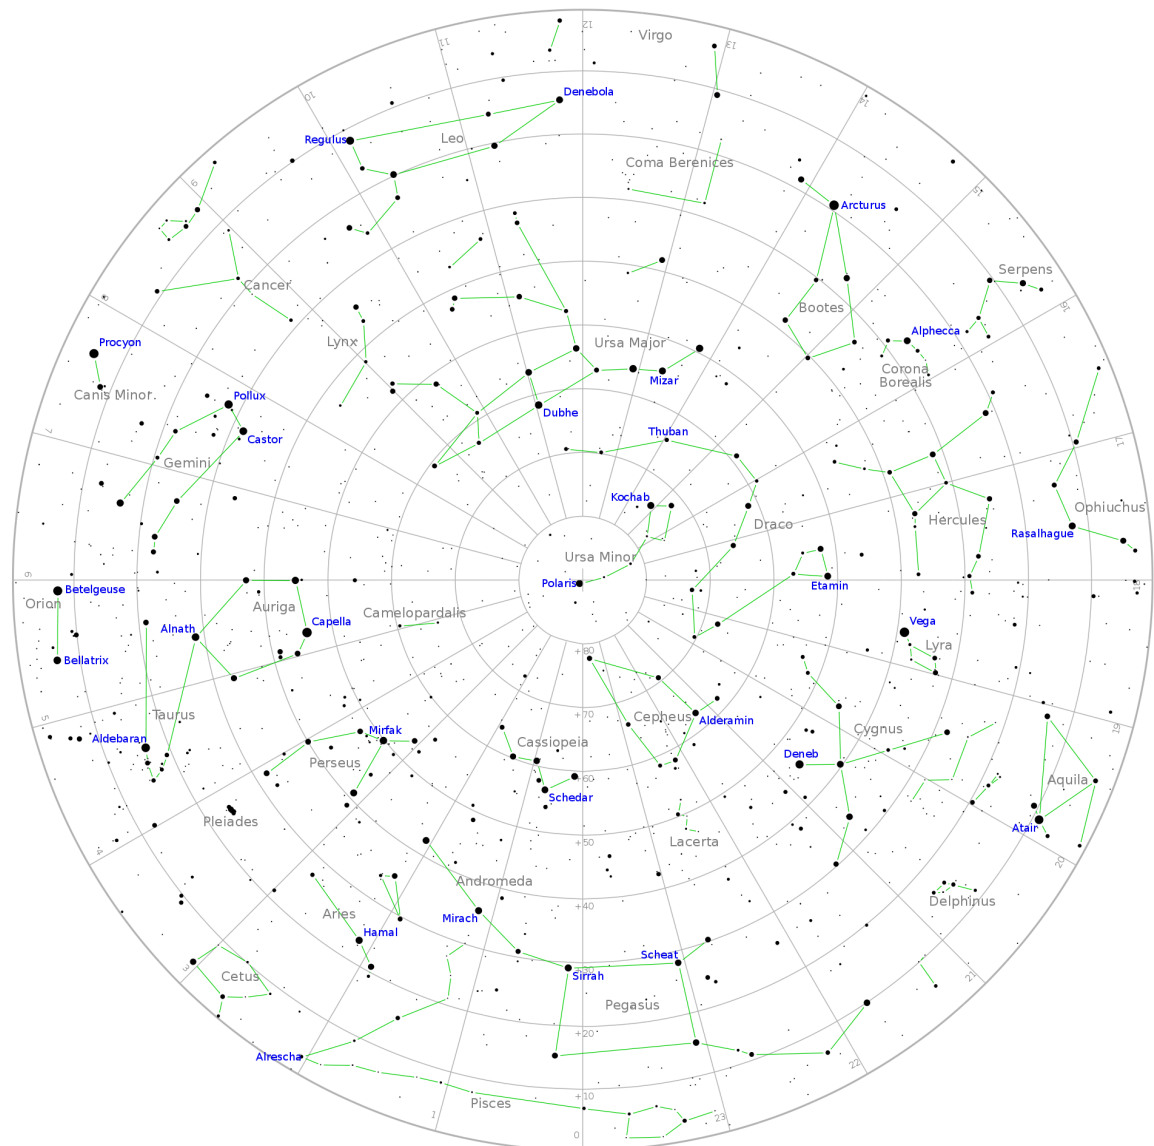 12
Virgo
13
11
10
14
Denebola
Regulus
Leo
Coma Berenices
9
15
Arcturus
Serpens
Cancer
8
16
Bootes
Procyon
Lynx
Ursa Major
Alphecca
Corona
Borealis
Mizar
Canis Minor
Pollux
Dubhe
7
Castor
Thuban
17
Gemini
Kochab
Draco
Hercules
Ophiuchus
Rasalhague
Ursa Minor
6
Polaris
Etamin
18
Betelgeuse
Orion
Auriga
Camelopardalis
Capella
Alnath
Vega
Lyra
+80
Bellatrix
5
Taurus
+70
Cepheus
Alderamin
19
Aldebaran
Mirfak
Cassiopeia
Cygnus
Perseus
Deneb
+60
Aquila
Schedar
Pleiades
Atair
Lacerta
+50
4
20
Andromeda
Delphinus
+40
Aries
Mirach
Hamal
Scheat
3
Cetus
+30
Sirrah
21
Pegasus
+20
Alrescha
22
+10
Pisces
1
23
0